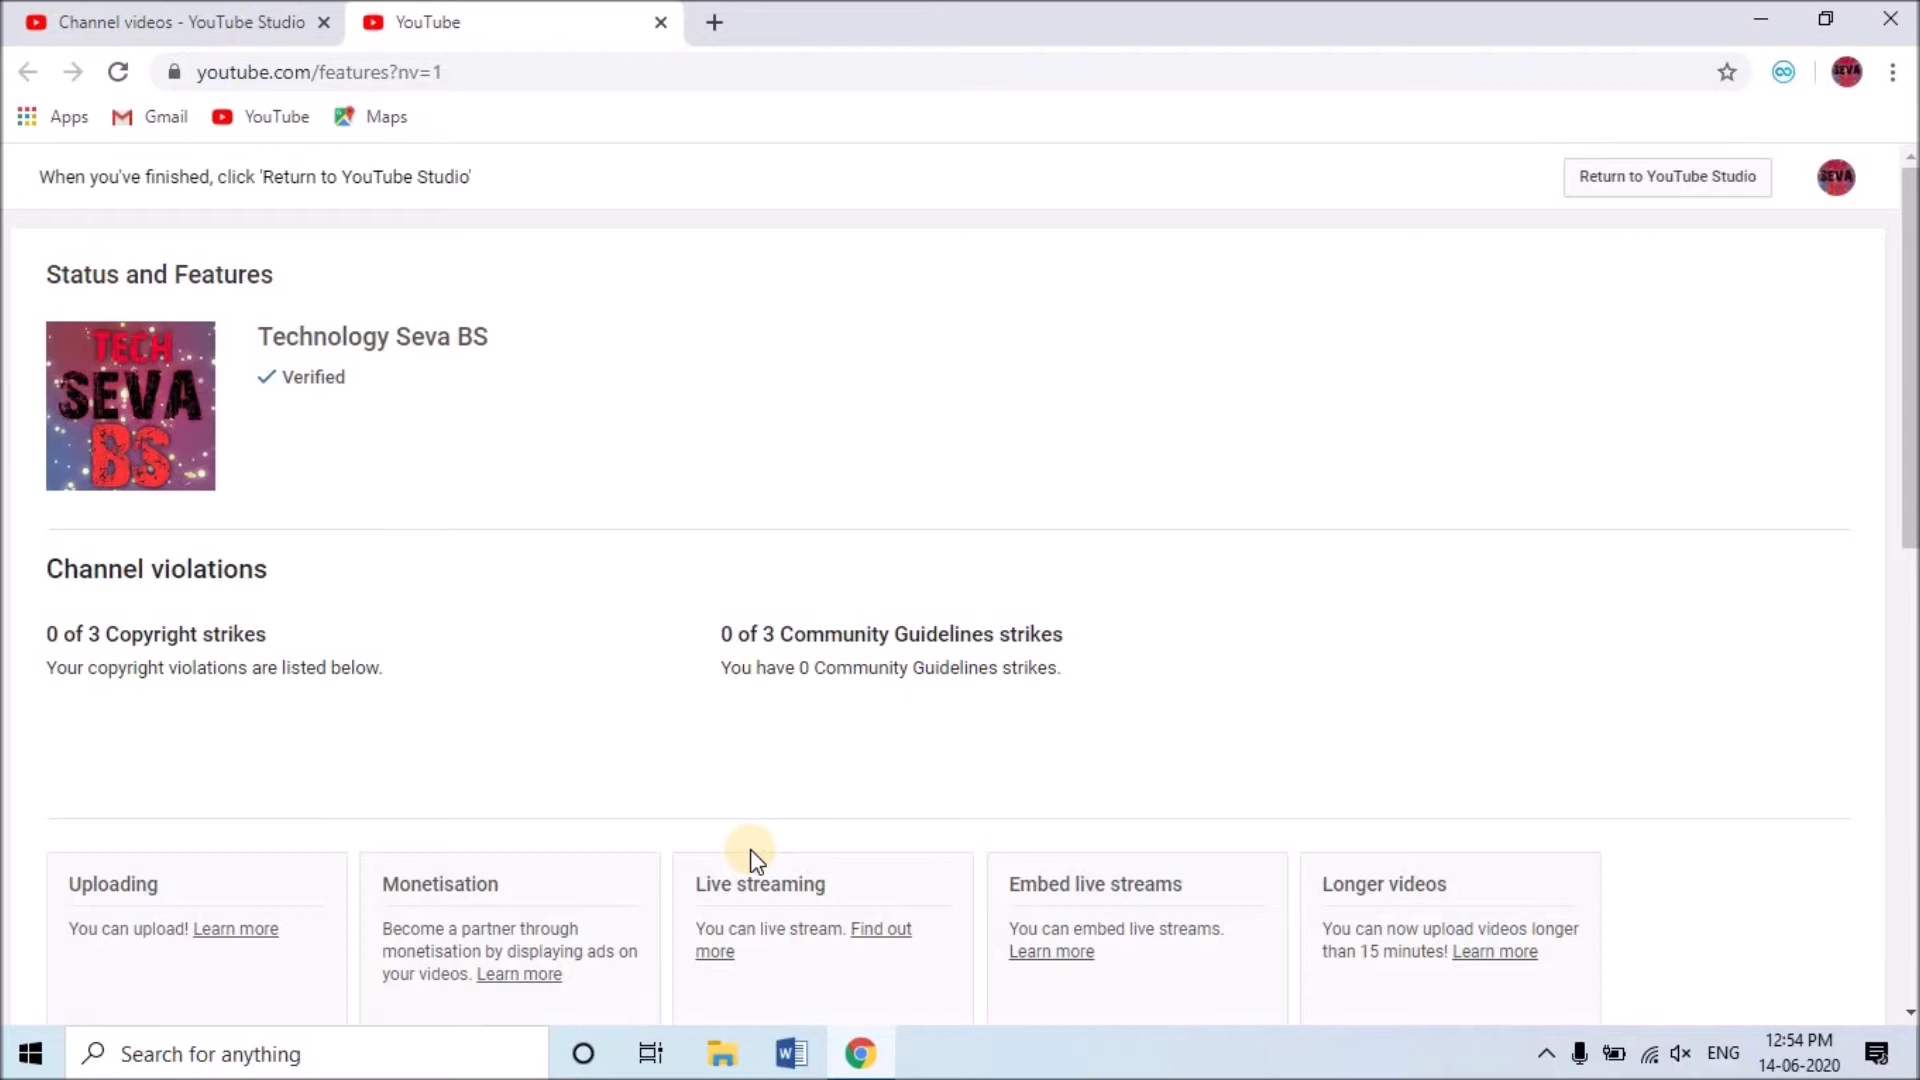 Channel videos - YouTube Studio
YouTube
youtube.com/features?nv=1
SEVA
Apps
Gmail
YouTube
Maps
When you've finished, click 'Return to YouTube Studio'
Return to YouTube Studio
SEVA
Status and Features
TECH
SEVA
BS
Technology Seva BS
Verified
Channel violations
0 of 3 Copyright strikes
Your copyright violations are listed below.
0 of 3 Community Guidelines strikes
You have 0 Community Guidelines strikes.
Uploading
You can upload! Learn more
Monetisation
Become a partner through
monetisation by displaying ads on
your videos. Learn more
Live streaming
You can live stream. Find out
more
Embed live streams
You can embed live streams.
Learn more
Longer videos
You can now upload videos longer
than 15 minutes! Learn more
Search for anything
W
ENG
12:54 PM
14-06-2020